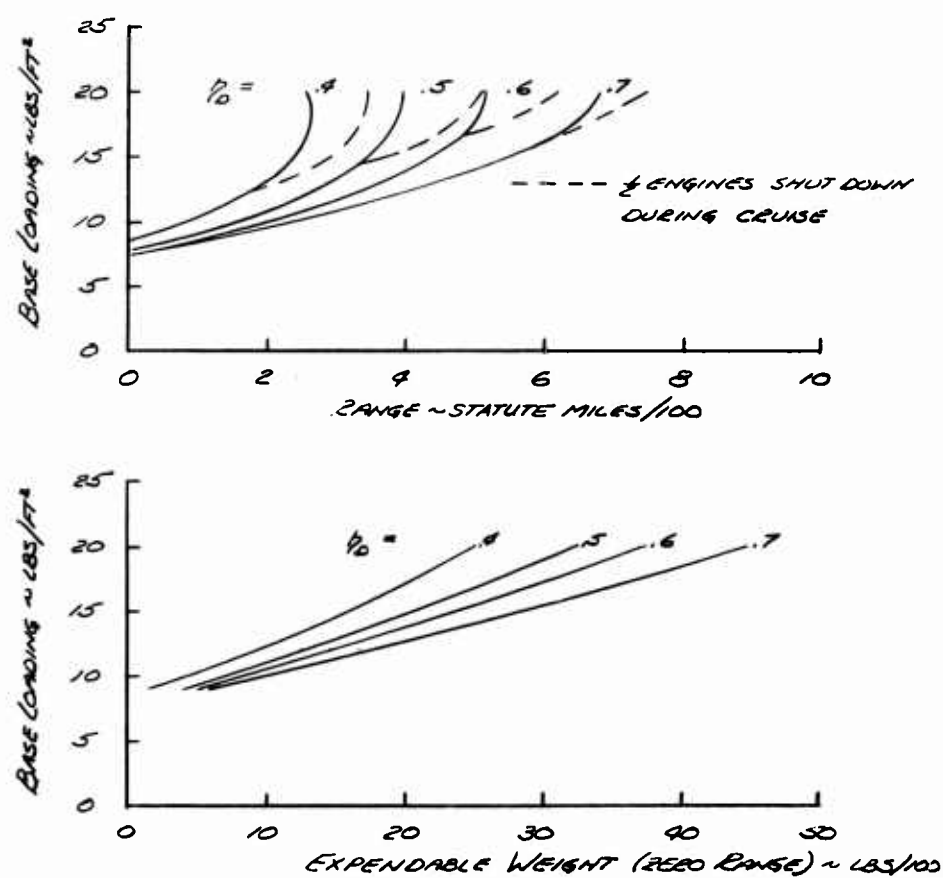 25
20
15
10
5
0
BASE LOADING ~ LBS/FT²
ηD = .4 .5 .6 .7
--- ½ ENGINES SHUT DOWN
DURING CRUISE
0 2 4 6 8 10
RANGE ~ STATUTE MILES/100
25
20
15
10
5
0
BASE LOADING ~ LBS/FT²
ηD = .4 .5 .6 .7
0 10 20 30 40 50
EXPENDABLE WEIGHT (ZERO RANGE) ~ LBS/100